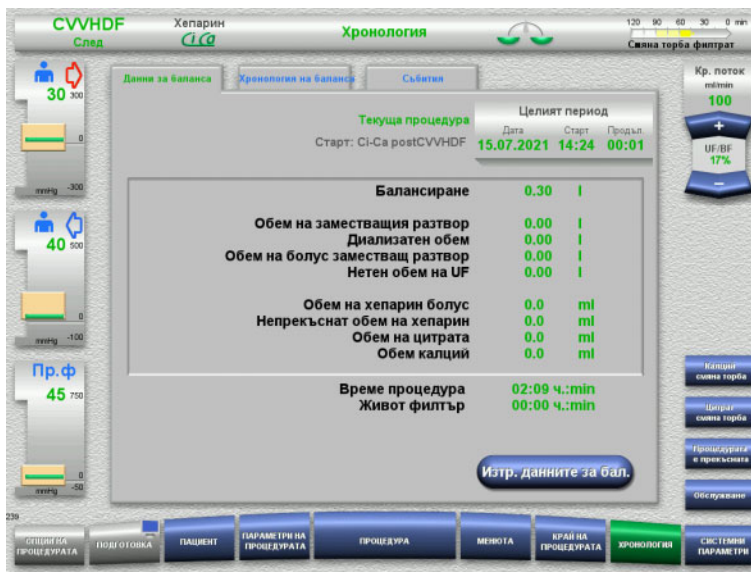 CVVHDF
След
Хепарин
CiCa
Хронология
120 90 60 30 0 min
Смяна торба филтрат
30
300
0
mmHg -300
40
500
0
mmHg -100
Пр.ф
45
750
0
mmHg -50
Данни за баланса
Хронология на баланса
Събития
Текуща процедура
Старт: Ci-Ca postCVVHDF
Целият период
Дата Старт Продъл.
15.07.2021 14:24 00:01
Балансиране 0.30 l
Обем на заместващия разтвор 0.00 l
Диализатен обем 0.00 l
Обем на болус заместващ разтвор 0.00 l
Нетен обем на UF 0.00 l
Обем на хепарин болус 0.0 ml
Непрекъснат обем на хепарин 0.0 ml
Обем на цитрата 0.0 ml
Обем калций 0.0 ml
Време процедура 02:09 ч.:min
Живот филтър 00:00 ч.:min
Изтр. данните за бал.
Кр. поток
ml/min
100
+
UF/BF
17%
−
Калций
смяна торба
Цитрат
смяна торба
Процедурата
е прекъсната
Обслужване
239
ОПЦИИ НА
ПРОЦЕДУРАТА
ПОДГОТОВКА
ПАЦИЕНТ
ПАРАМЕТРИ НА
ПРОЦЕДУРАТА
ПРОЦЕДУРА
МЕНЮТА
КРАЙ НА
ПРОЦЕДУРАТА
ХРОНОЛОГИЯ
СИСТЕМНИ
ПАРАМЕТРИ